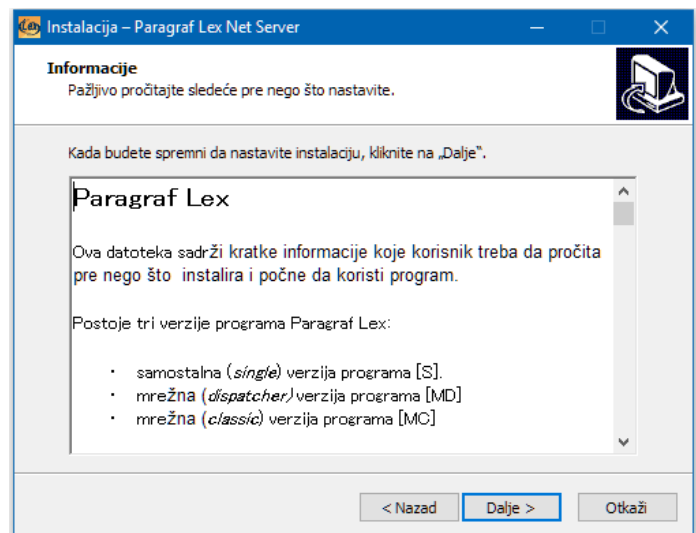 Instalacija – Paragraf Lex Net Server
Informacije
Pažljivo pročitajte sledeće pre nego što nastavite.
Kada budete spremni da nastavite instalaciju, kliknite na „Dalje“.
Paragraf Lex
Ova datoteka sadrži kratke informacije koje korisnik treba da pročita
pre nego što instalira i počne da koristi program.
Postoje tri verzije programa Paragraf Lex:
· samostalna (single) verzija programa [S].
· mrežna (dispatcher) verzija programa [MD]
· mrežna (classic) verzija programa [MC]
< Nazad Dalje > Otkaži